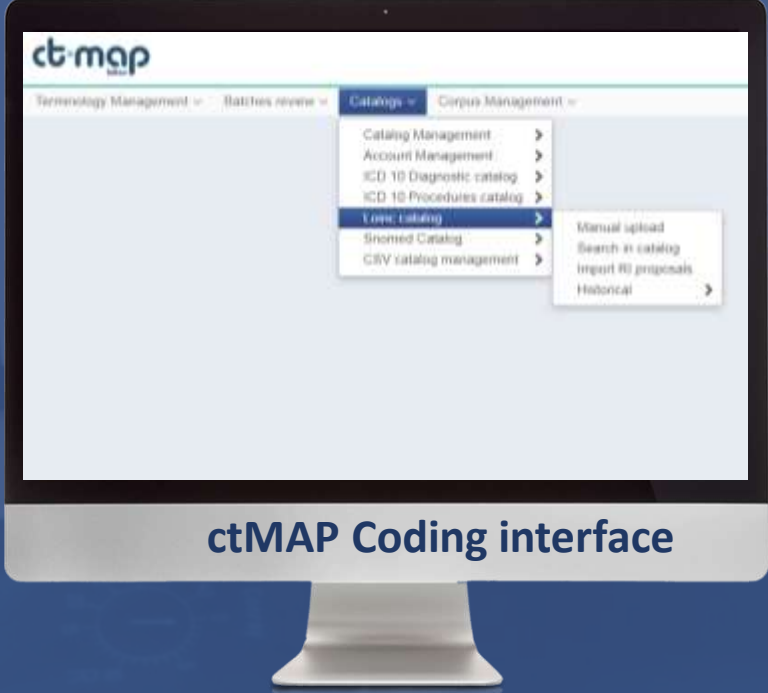 ct·map
Terminology Management Batches review Catalogs Corpus Management
Catalog Management
Account Management
ICD 10 Diagnostic catalog
ICD 10 Procedures catalog
Loinc catalog
Snomed Catalog
CSV catalog management
Manual upload
Search in catalog
Import RI proposals
Historical
ctMAP Coding interface